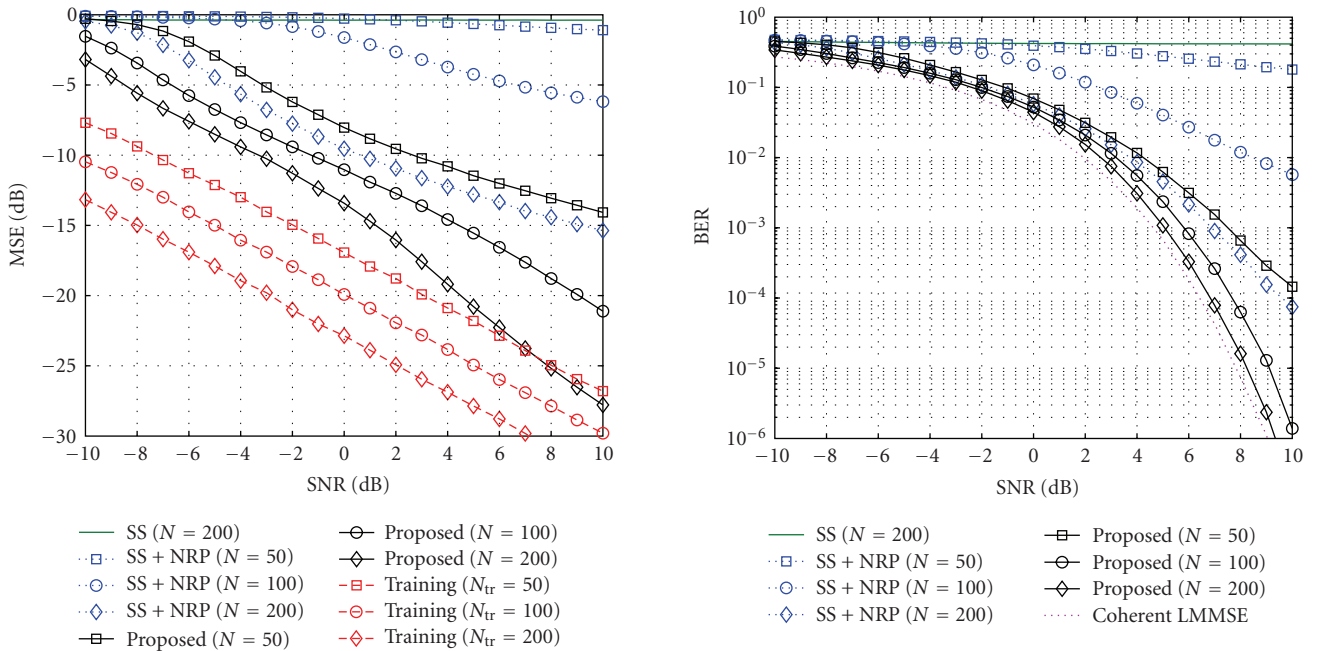 0
−5
−10
−15
−20
−25
−30
MSE (dB)
−10 −8 −6 −4 −2 0 2 4 6 8 10
SNR (dB)
SS (N = 200)
SS + NRP (N = 50)
SS + NRP (N = 100)
SS + NRP (N = 200)
Proposed (N = 50)
Proposed (N = 100)
Proposed (N = 200)
Training (Ntr = 50)
Training (Ntr = 100)
Training (Ntr = 200)
10^0
10^−1
10^−2
10^−3
10^−4
10^−5
10^−6
BER
−10 −8 −6 −4 −2 0 2 4 6 8 10
SNR (dB)
SS (N = 200)
SS + NRP (N = 50)
SS + NRP (N = 100)
SS + NRP (N = 200)
Proposed (N = 50)
Proposed (N = 100)
Proposed (N = 200)
Coherent LMMSE